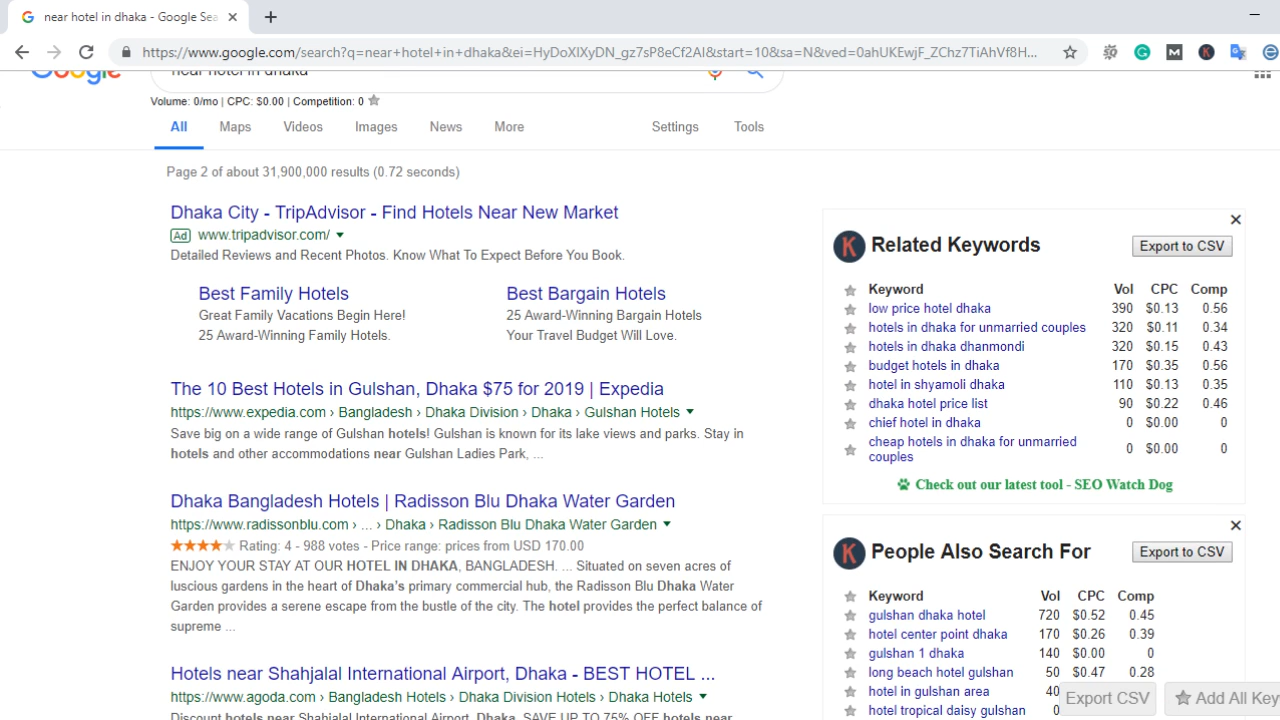 near hotel in dhaka - Google Sea
https://www.google.com/search?q=near+hotel+in+dhaka&ei=HyDoXIXyDN_gz7sP8eCf2AI&start=10&sa=N&ved=0ahUKEwjF_ZChz7TiAhVf8H...
Google
near hotel in dhaka
Volume: 0/mo | CPC: $0.00 | Competition: 0
All Maps Videos Images News More Settings Tools
Page 2 of about 31,900,000 results (0.72 seconds)
Dhaka City - TripAdvisor - Find Hotels Near New Market
Ad www.tripadvisor.com/
Detailed Reviews and Recent Photos. Know What To Expect Before You Book.
Best Family Hotels
Great Family Vacations Begin Here!
25 Award-Winning Family Hotels.
Best Bargain Hotels
25 Award-Winning Bargain Hotels
Your Travel Budget Will Love.
The 10 Best Hotels in Gulshan, Dhaka $75 for 2019 | Expedia
https://www.expedia.com › Bangladesh › Dhaka Division › Dhaka › Gulshan Hotels
Save big on a wide range of Gulshan hotels! Gulshan is known for its lake views and parks. Stay in
hotels and other accommodations near Gulshan Ladies Park, ...
Dhaka Bangladesh Hotels | Radisson Blu Dhaka Water Garden
https://www.radissonblu.com › ... › Dhaka › Radisson Blu Dhaka Water Garden
Rating: 4 - 988 votes - Price range: prices from USD 170.00
ENJOY YOUR STAY AT OUR HOTEL IN DHAKA, BANGLADESH. ... Situated on seven acres of
luscious gardens in the heart of Dhaka's primary commercial hub, the Radisson Blu Dhaka Water
Garden provides a serene escape from the bustle of the city. The hotel provides the perfect balance of
supreme ...
Hotels near Shahjalal International Airport, Dhaka - BEST HOTEL ...
https://www.agoda.com › Bangladesh Hotels › Dhaka Division Hotels › Dhaka Hotels
Discount hotels near Shahjalal International Airport, Dhaka. SAVE UP TO 75% OFF hotels near
K Related Keywords Export to CSV
Keyword Vol CPC Comp
low price hotel dhaka 390 $0.13 0.56
hotels in dhaka for unmarried couples 320 $0.11 0.34
hotels in dhaka dhanmondi 320 $0.15 0.43
budget hotels in dhaka 170 $0.35 0.56
hotel in shyamoli dhaka 110 $0.13 0.35
dhaka hotel price list 90 $0.22 0.46
chief hotel in dhaka 0 $0.00 0
cheap hotels in dhaka for unmarried
couples 0 $0.00 0
Check out our latest tool - SEO Watch Dog
K People Also Search For Export to CSV
Keyword Vol CPC Comp
gulshan dhaka hotel 720 $0.52 0.45
hotel center point dhaka 170 $0.26 0.39
gulshan 1 dhaka 140 $0.00 0
long beach hotel gulshan 50 $0.47 0.28
hotel in gulshan area 40
hotel tropical daisy gulshan 0
Export CSV Add All Key